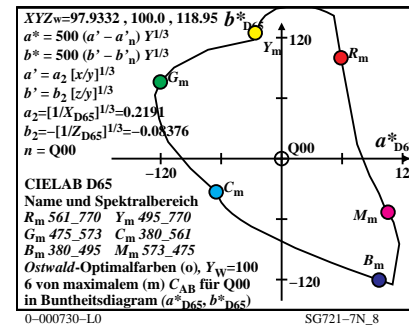 XYZw=97.9332, 100.0, 118.95
b*D65
a* = 500 (a' – a'n) Y1/3
b* = 500 (b' – b'n) Y1/3
a' = a2 [x/y]1/3
b' = b2 [z/y]1/3
a2=[1/XD65]1/3=0.2191
b2=–[1/ZD65]1/3=–0.08376
n = Q00
CIELAB D65
Name und Spektralbereich
Rm 561_770 Ym 495_770
Gm 475_573 Cm 380_561
Bm 380_495 Mm 573_475
Ostwald-Optimalfarben (o), YW=100
6 von maximalem (m) CAB für Q00
in Buntheitsdiagram (a*D65, b*D65)
Ym
120
Rm
Gm
Q00
a*D65
–120
120
Cm
Mm
Bm
–120
0-000730-L0
SG721-7N_8